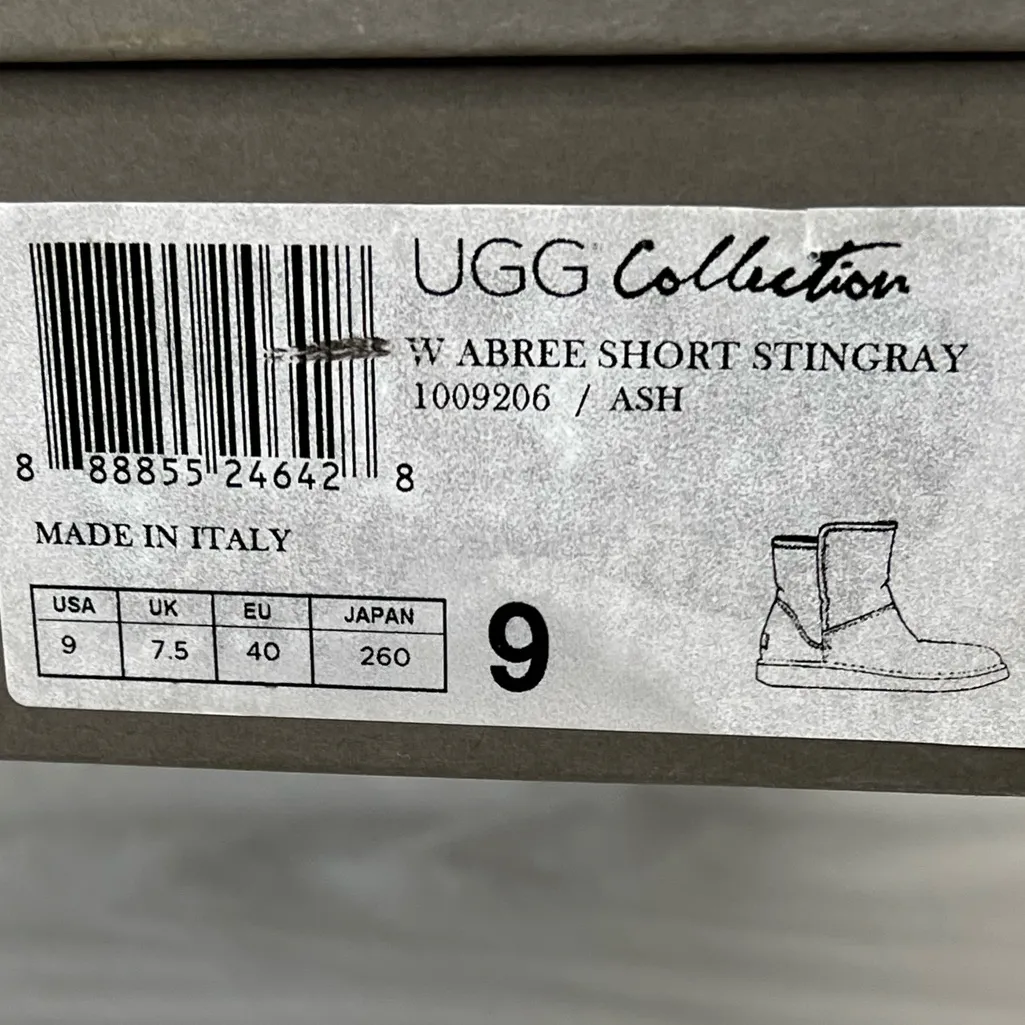 UGG Collection
W ABREE SHORT STINGRAY
1009206 / ASH
8 88855 24642 8
MADE IN ITALY
USA UK EU JAPAN
9 7.5 40 260
9